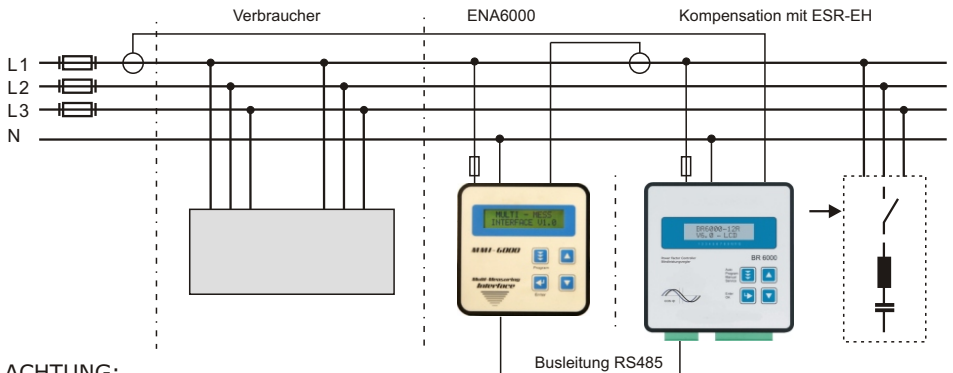 Verbraucher
ENA6000
Kompensation mit ESR-EH
L1
L2
L3
N
MULTI - MESS
INTERFACE V1.0
MMI-6000
Program
Multi Measuring
Interface
Enter
BR6000-12R
V6.0 - LCD
BR 6000
Busleitung RS485
ACHTUNG: